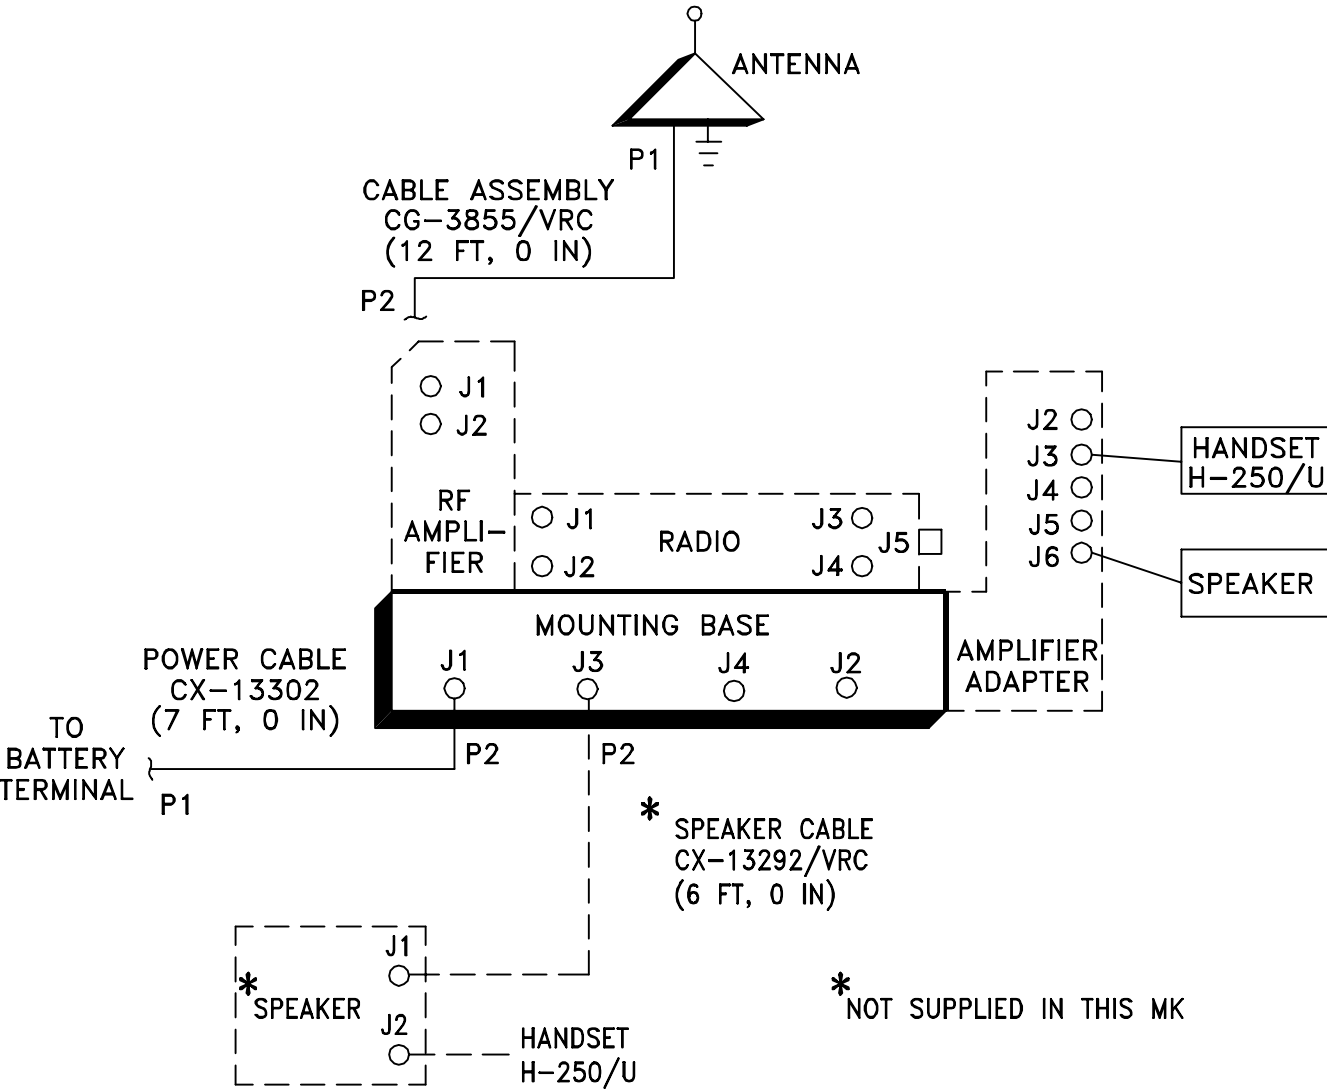 ANTENNA
P1
CABLE ASSEMBLY
CG-3855/VRC
(12 FT, 0 IN)
P2
J1
J2
RF
AMPLI-
FIER
J1
J2
RADIO
J3
J4
J5
J2
J3
J4
J5
J6
HANDSET
H-250/U
SPEAKER
MOUNTING BASE
J1
J3
J4
J2
AMPLIFIER
ADAPTER
POWER CABLE
CX-13302
(7 FT, 0 IN)
TO
BATTERY
TERMINAL
P1
P2
P2
* SPEAKER CABLE
CX-13292/VRC
(6 FT, 0 IN)
J1
*SPEAKER
J2
HANDSET
H-250/U
*NOT SUPPLIED IN THIS MK